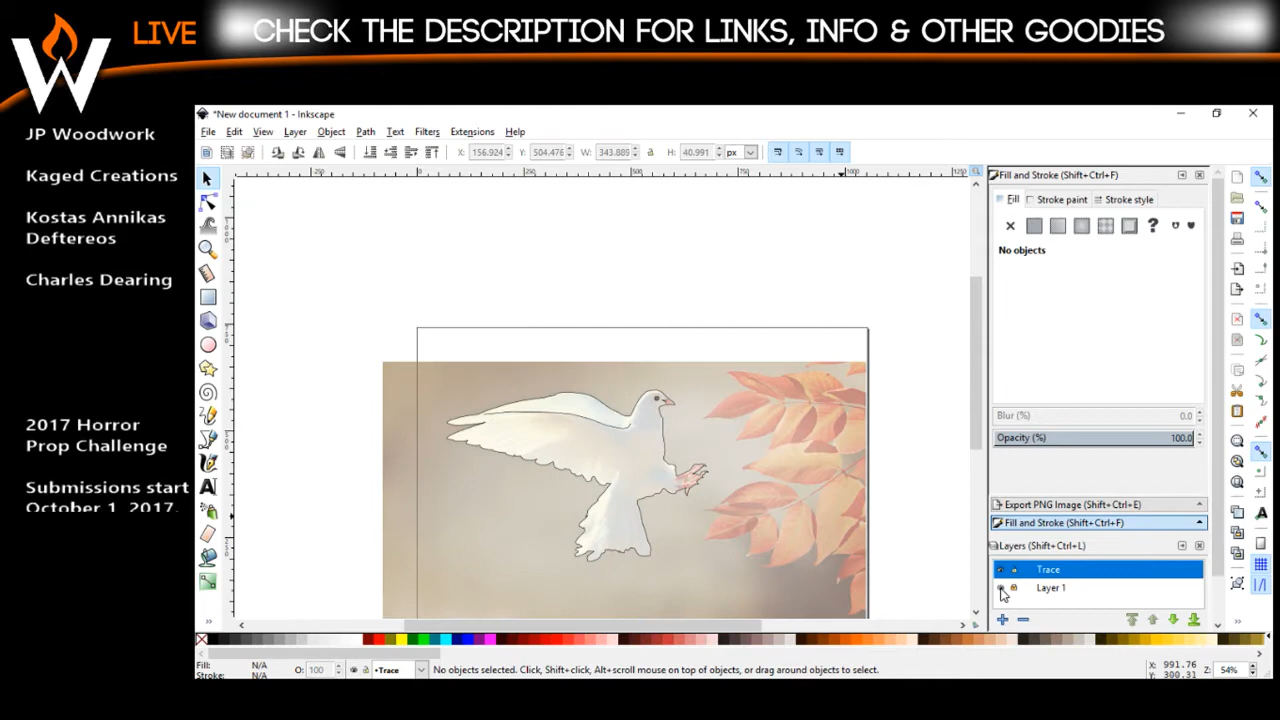 LIVE
CHECK THE DESCRIPTION FOR LINKS, INFO & OTHER GOODIES
W
JP Woodwork
Kaged Creations
Kostas Annikas
Deftereos
Charles Dearing
2017 Horror
Prop Challenge
Submissions start
October 1, 2017.
*New document 1 - Inkscape
File Edit View Layer Object Path Text Filters Extensions Help
X: 156.924 Y: 504.476 W: 343.889 H: 40.991 px
Fill and Stroke (Shift+Ctrl+F)
Fill Stroke paint Stroke style
No objects
Blur (%) 0.0
Opacity (%) 100.0
Export PNG Image (Shift+Ctrl+E)
Fill and Stroke (Shift+Ctrl+F)
Layers (Shift+Ctrl+L)
Trace
Layer 1
Fill: N/A
Stroke: N/A
O: 100
•Trace
No objects selected. Click, Shift+click, Alt+scroll mouse on top of objects, or drag around objects to select.
X: 991.76
Y: 300.31
Z: 54%